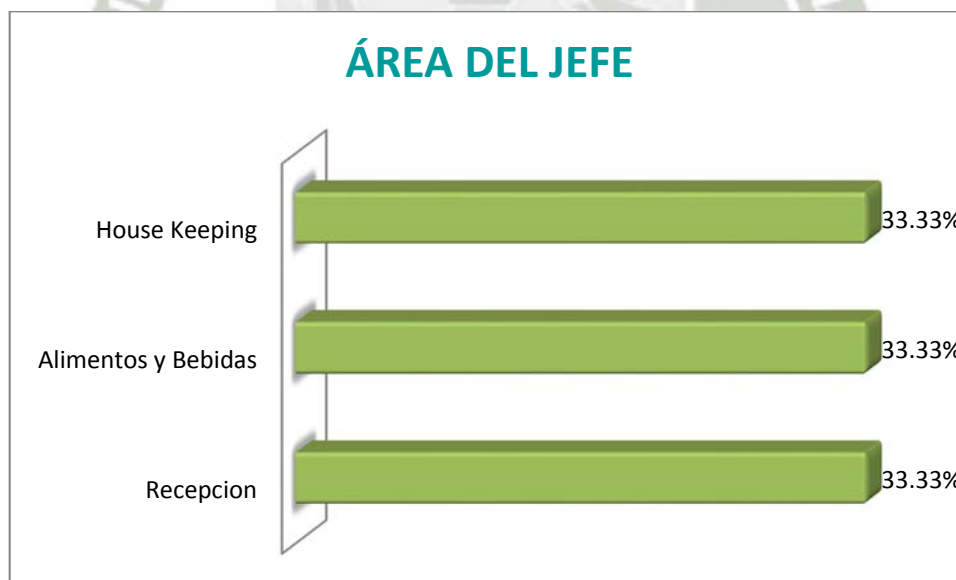 ÁREA DEL JEFE
House Keeping
33.33%
Alimentos y Bebidas
33.33%
Recepcion
33.33%